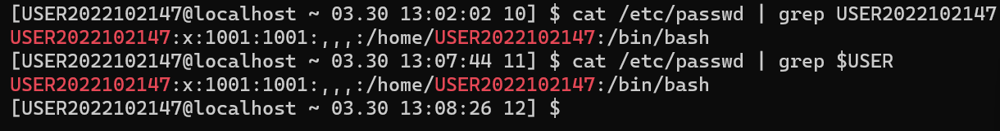 [USER2022102147@localhost ~ 03.30 13:02:02 10] $ cat /etc/passwd | grep USER2022102147
USER2022102147:x:1001:1001:,,,:/home/USER2022102147:/bin/bash
[USER2022102147@localhost ~ 03.30 13:07:44 11] $ cat /etc/passwd | grep $USER
USER2022102147:x:1001:1001:,,,:/home/USER2022102147:/bin/bash
[USER2022102147@localhost ~ 03.30 13:08:26 12] $